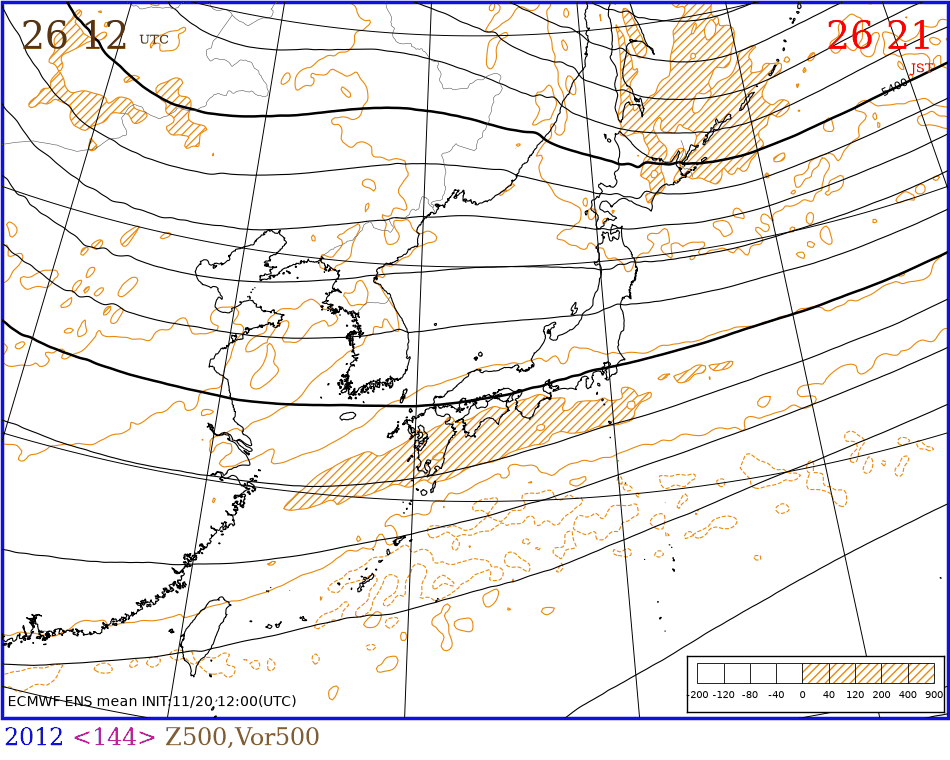 26 12 UTC
26 21
JST
5400
ECMWF ENS mean INIT:11/20 12:00(UTC)
-200 -120 -80 -40 0 40 120 200 400 900
2012 <144> Z500,Vor500